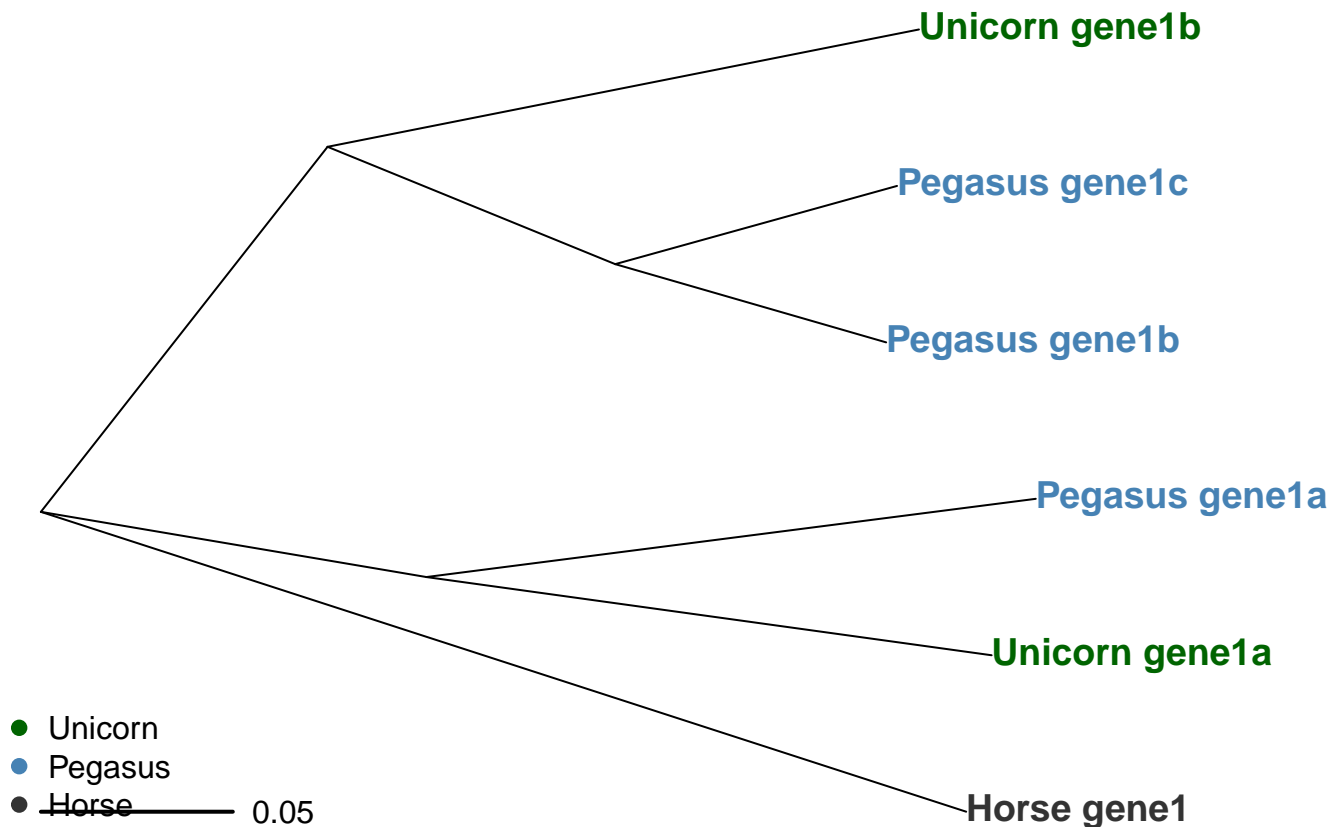 Unicorn gene1b
Pegasus gene1c
Pegasus gene1b
Pegasus gene1a
Unicorn gene1a
Unicorn
Pegasus
Horse
0.05
Horse gene1